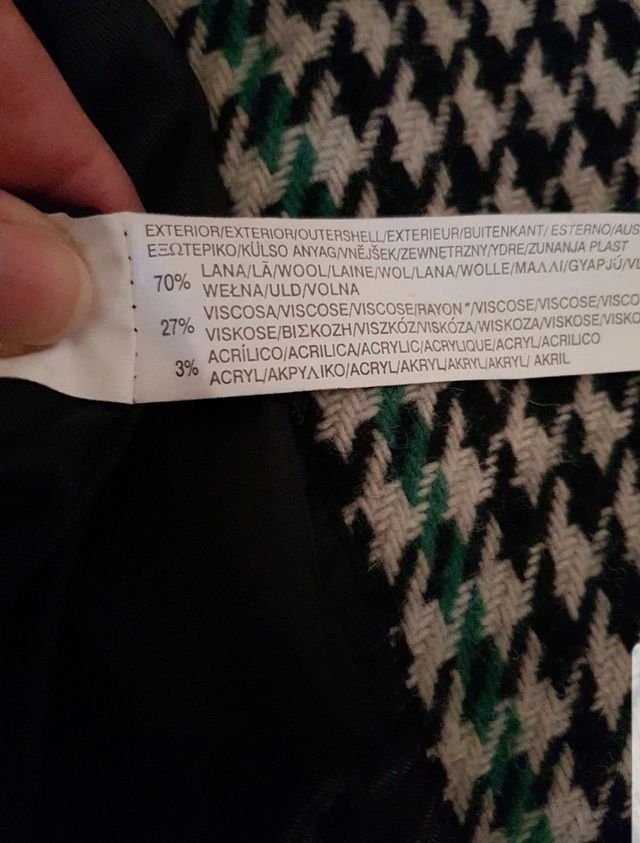 EXTERIOR/EXTERIOR/OUTERSHELL/EXTERIEUR/BUITENKANT/ ESTERNO/AUS
ΕΞΩΤΕΡΙΚΟ/KÜLSO ANYAG/VNĚJŠEK/ZEWNĘTRZNY/YDRE/ZUNANJA PLAST
70% LANA/LÃ/WOOL/LAINE/WOL/LANA/WOLLE/ΜΑΛΛΙ/GYAPJÚ/VL
WEŁNA/ULD/VOLNA
27% VISCOSA/VISCOSE/VISCOSE/RAYON*/VISCOSE/VISCOSE/VISCO
VISKOSE/ΒΙΣΚΟΖΗ/VISZKÓZ/VISKÓZA/WISKOZA/VISKOSE/VISKO
3% ACRÍLICO/ACRILICA/ACRYLIC/ACRYLIQUE/ACRYL/ACRILICO
ACRYL/ΑΚΡΥΛΙΚΟ/ACRYL/AKRYL/AKRYL/AKRYL/ AKRIL